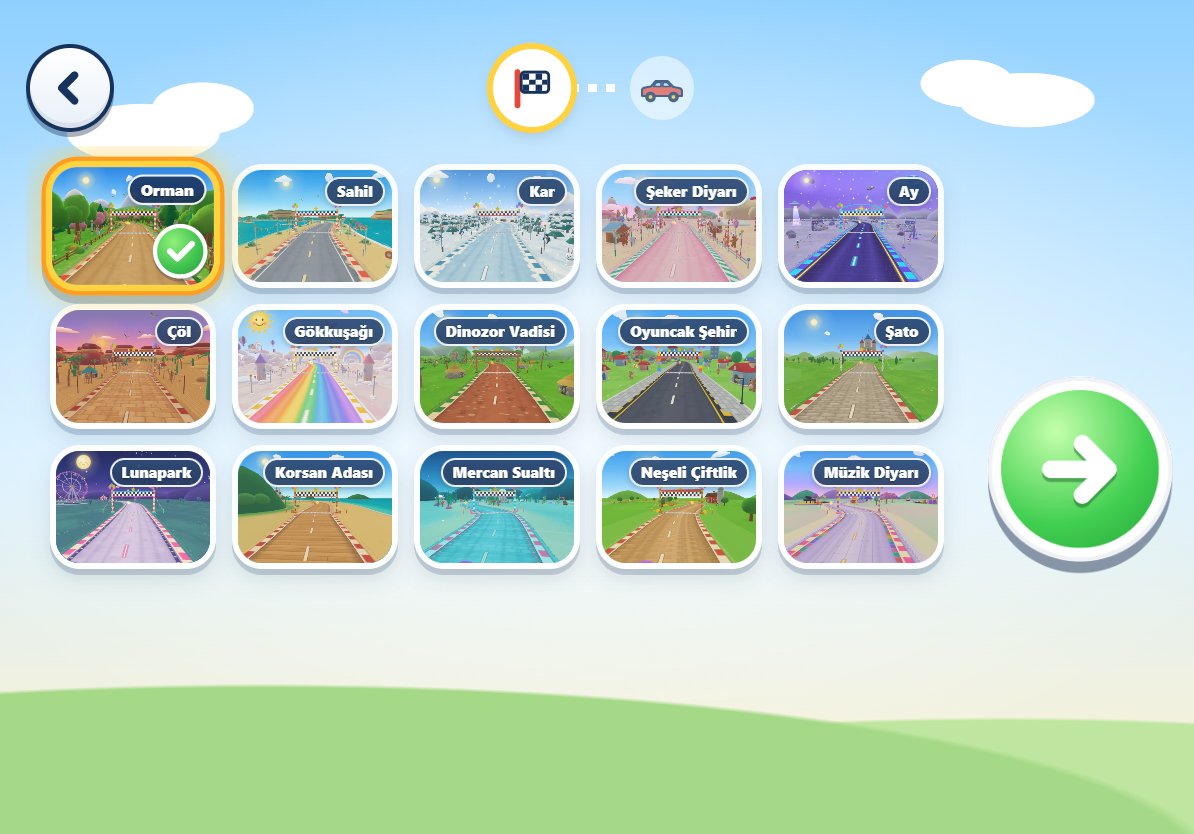 Orman
Sahil
Kar
Şeker Diyarı
Ay
Çöl
Gökkuşağı
Dinozor Vadisi
Oyuncak Şehir
Şato
Lunapark
Korsan Adası
Mercan Sualtı
Neşeli Çiftlik
Müzik Diyarı